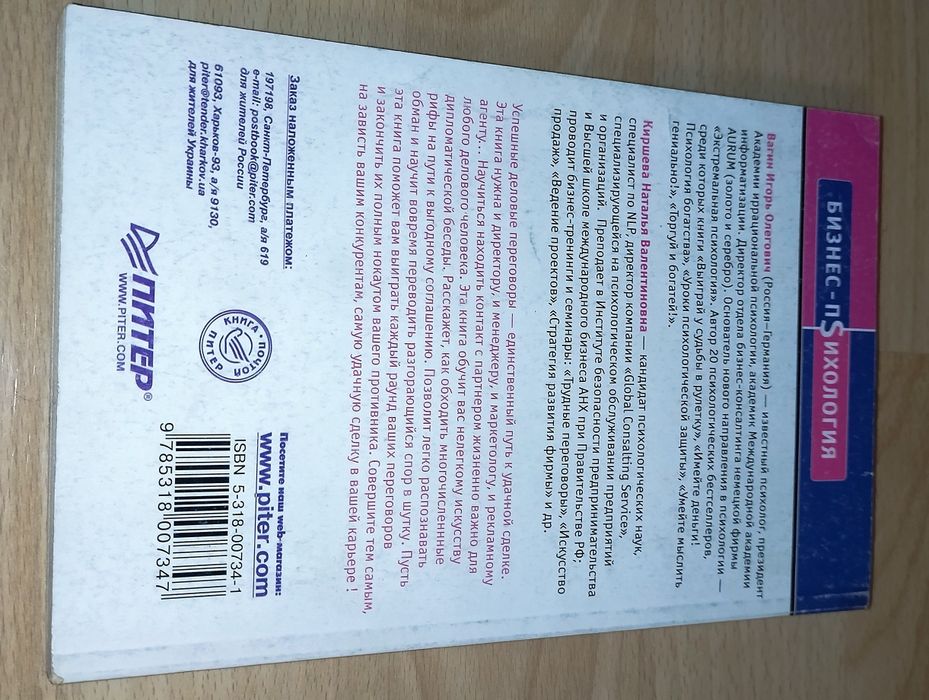 БИЗНЕС-ПSИХОЛОГИЯ
Вагин Игорь Олегович (Россия–Германия) — известный психолог, президент
Академии иррациональной психологии, академик Международной академии
информатизации. Директор отдела бизнес-консалтинга немецкой фирмы
AURUM (золото и серебро). Основатель нового направления в психологии —
«Экстремальная психология». Автор 20 психологических бестселлеров,
среди которых книги «Выиграй у судьбы в рулетку», «Имейте деньги!
Психология богатства», «Уроки психологической защиты», «Умейте мыслить
гениально!», «Торгуй и богатей!».
Киршева Наталья Валентиновна — кандидат психологических наук,
специалист по NLP, директор компании «Global Consalting Service»,
специализирующейся на психологическом обслуживании предприятий
и организаций. Преподает в Институте безопасности предпринимательства
и Высшей школе международного бизнеса АНХ при Правительстве РФ;
проводит бизнес-тренинги и семинары: «Трудные переговоры», «Искусство
продаж», «Ведение проектов», «Стратегия развития фирмы» и др.
Успешные деловые переговоры — единственный путь к удачной сделке.
Эта книга нужна и директору, и менеджеру, и маркетологу, и рекламному
агенту... Научиться находить контакт с партнером жизненно важно для
любого делового человека. Эта книга обучит вас нелегкому искусству
дипломатической беседы. Расскажет, как обходить многочисленные
рифы на пути к выгодному соглашению. Позволит легко распознавать
обман и научит вовремя переводить разгорающийся спор в шутку. Пусть
эта книга поможет вам выиграть каждый раунд ваших переговоров
и закончить их полным нокаутом вашего противника. Совершите тем самым,
на зависть вашим конкурентам, самую удачную сделку в вашей карьере !
Заказ наложенным платежом:
197198, Санкт-Петербург, а/я 619
e-mail: postbook@piter.com
для жителей России
61093, Харьков-93, а/я 9130,
piter@tender.kharkov.ua
для жителей Украины
КНИГА - ПОЧТОЙ
ПИТЕР
ПИТЕР®
WWW.PITER.COM
Посетите наш web-магазин:
www.piter.com
ISBN 5-318-00734-1
9 785318 007347